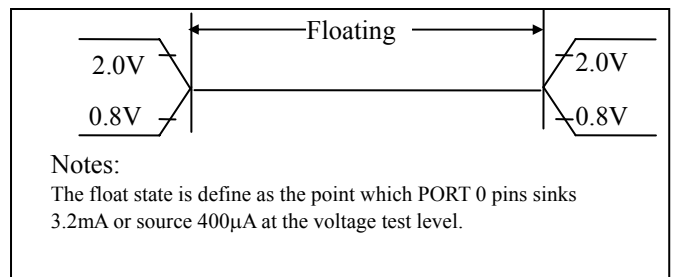 Floating
2.0V 2.0V
0.8V 0.8V
Notes:
The float state is define as the point which PORT 0 pins sinks
3.2mA or source 400μA at the voltage test level.